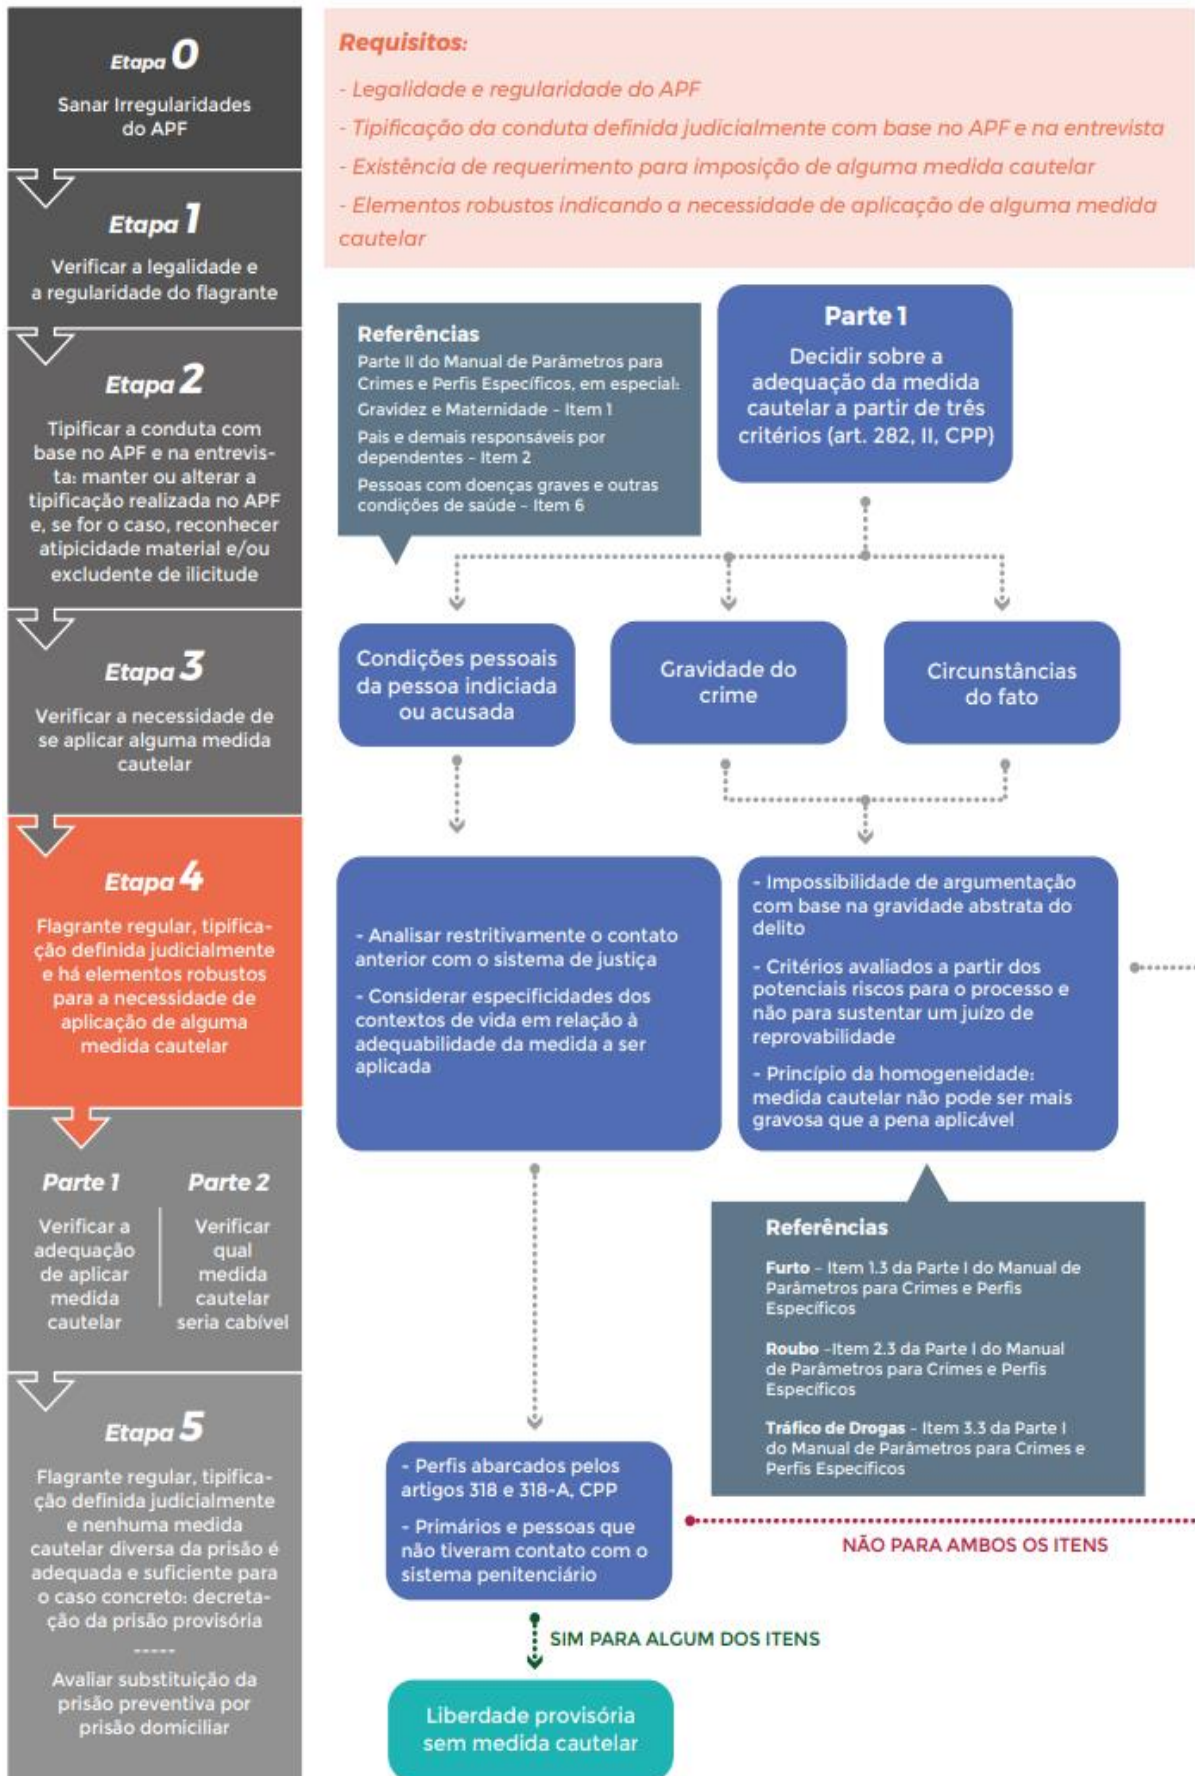 Etapa 0
Sanar Irregularidades
do APF
Etapa 1
Verificar a legalidade e
a regularidade do flagrante
Etapa 2
Tipificar a conduta com
base no APF e na entrevis-
ta: manter ou alterar a
tipificação realizada no APF
e, se for o caso, reconhecer
atipicidade material e/ou
excludente de ilicitude
Etapa 3
Verificar a necessidade de
se aplicar alguma medida
cautelar
Etapa 4
Flagrante regular, tipifica-
ção definida judicialmente
e há elementos robustos
para a necessidade de
aplicação de alguma
medida cautelar
Parte 1
Verificar a
adequação
de aplicar
medida
cautelar
Parte 2
Verificar
qual
medida
cautelar
seria cabível
Etapa 5
Flagrante regular, tipifica-
ção definida judicialmente
e nenhuma medida
cautelar diversa da prisão é
adequada e suficiente para
o caso concreto: decreta-
ção da prisão provisória
-----
Avaliar substituição da
prisão preventiva por
prisão domiciliar
Requisitos:
- Legalidade e regularidade do APF
- Tipificação da conduta definida judicialmente com base no APF e na entrevista
- Existência de requerimento para imposição de alguma medida cautelar
- Elementos robustos indicando a necessidade de aplicação de alguma medida
cautelar
Referências
Parte II do Manual de Parâmetros para
Crimes e Perfis Específicos, em especial:
Gravidez e Maternidade - Item 1
Pais e demais responsáveis por
dependentes - Item 2
Pessoas com doenças graves e outras
condições de saúde - Item 6
Parte 1
Decidir sobre a
adequação da medida
cautelar a partir de três
critérios (art. 282, II, CPP)
Condições pessoais
da pessoa indiciada
ou acusada
Gravidade do
crime
Circunstâncias
do fato
- Analisar restritivamente o contato
anterior com o sistema de justiça
- Considerar especificidades dos
contextos de vida em relação à
adequabilidade da medida a ser
aplicada
- Impossibilidade de argumentação
com base na gravidade abstrata do
delito
- Critérios avaliados a partir dos
potenciais riscos para o processo e
não para sustentar um juízo de
reprovabilidade
- Princípio da homogeneidade:
medida cautelar não pode ser mais
gravosa que a pena aplicável
Referências
Furto - Item 1.3 da Parte I do Manual de
Parâmetros para Crimes e Perfis
Específicos
Roubo -Item 2.3 da Parte I do Manual
de Parâmetros para Crimes e Perfis
Específicos
Tráfico de Drogas - Item 3.3 da Parte I
do Manual de Parâmetros para Crimes e
Perfis Específicos
- Perfis abarcados pelos
artigos 318 e 318-A, CPP
- Primários e pessoas que
não tiveram contato com o
sistema penitenciário
NÃO PARA AMBOS OS ITENS
SIM PARA ALGUM DOS ITENS
Liberdade provisória
sem medida cautelar